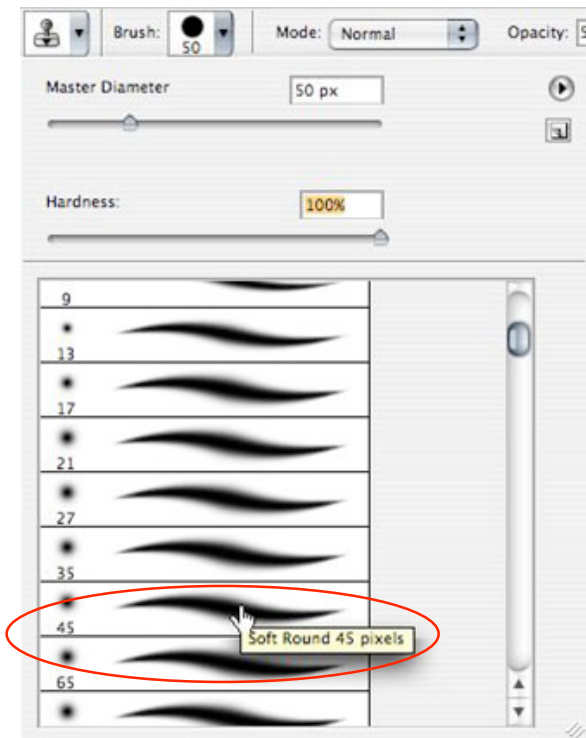 Brush: 50 Mode: Normal Opacity: 5
Master Diameter 50 px
Hardness: 100%
9
13
17
21
27
35
45
Soft Round 45 pixels
65